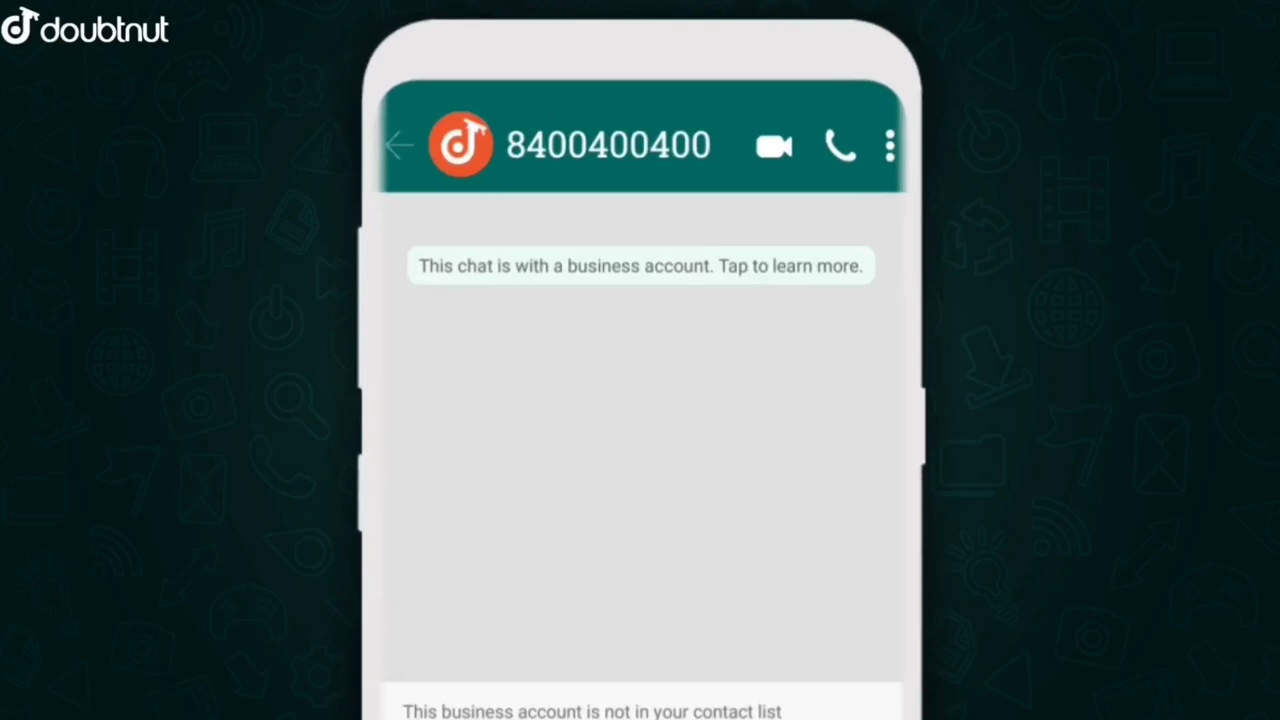 doubtnut
8400400400
This chat is with a business account. Tap to learn more.
This business account is not in your contact list